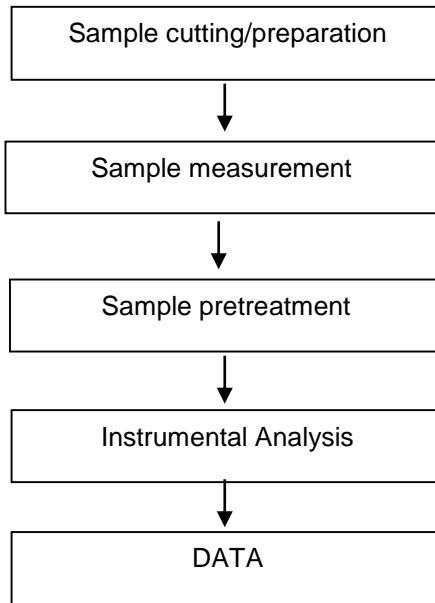 Sample cutting/preparation
Sample measurement
Sample pretreatment
Instrumental Analysis
DATA